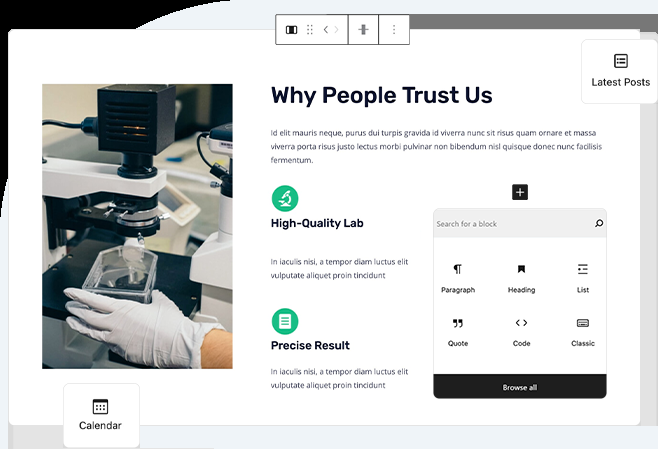 Latest Posts
Why People Trust Us
Id elit mauris neque, purus dui turpis gravida id viverra nunc sit risus quam ornare et massa
viverra porta risus justo lectus morbi pulvinar non bibendum nisl quisque donec nunc facilisis
fermentum.
High-Quality Lab
In iaculis nisi, a tempor diam luctus elit
vulputate aliquet proin tincidunt
Precise Result
In iaculis nisi, a tempor diam luctus elit
vulputate aliquet proin tincidunt
Search for a block
Paragraph
Heading
List
Quote
Code
Classic
Browse all
Calendar